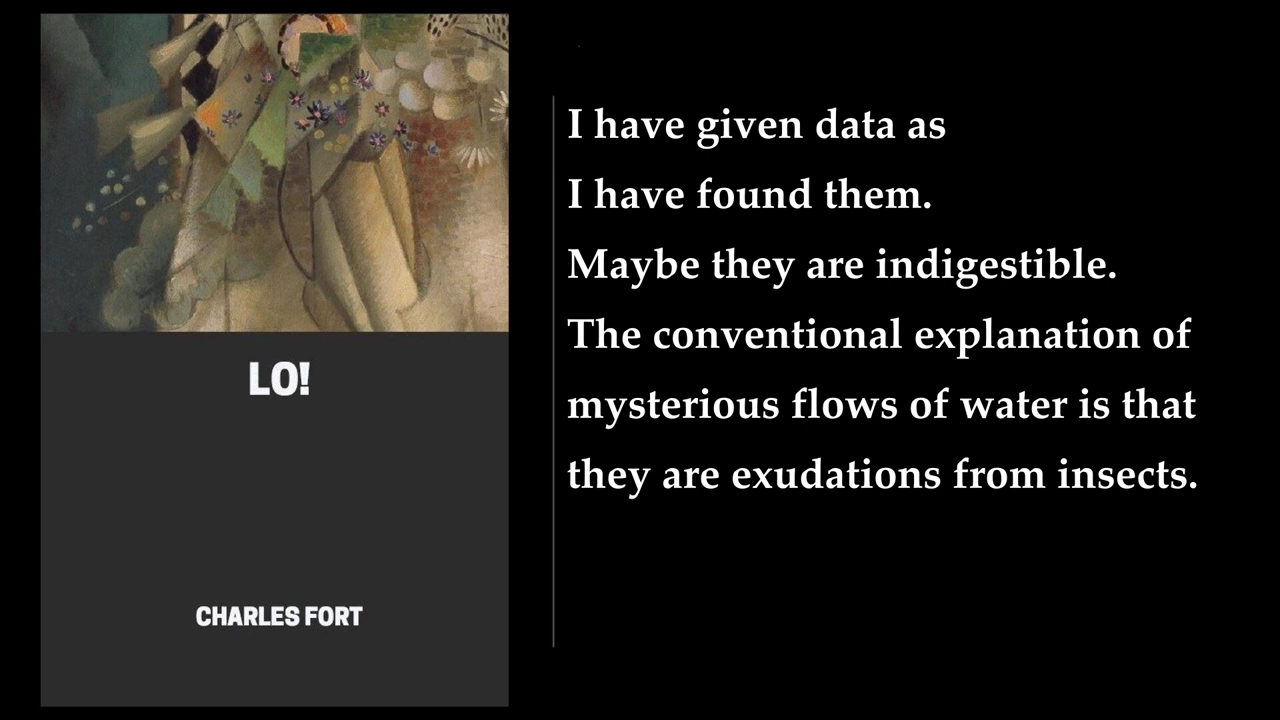 LO!
CHARLES FORT
I have given data as
I have found them.
Maybe they are indigestible.
The conventional explanation of
mysterious flows of water is that
they are exudations from insects.